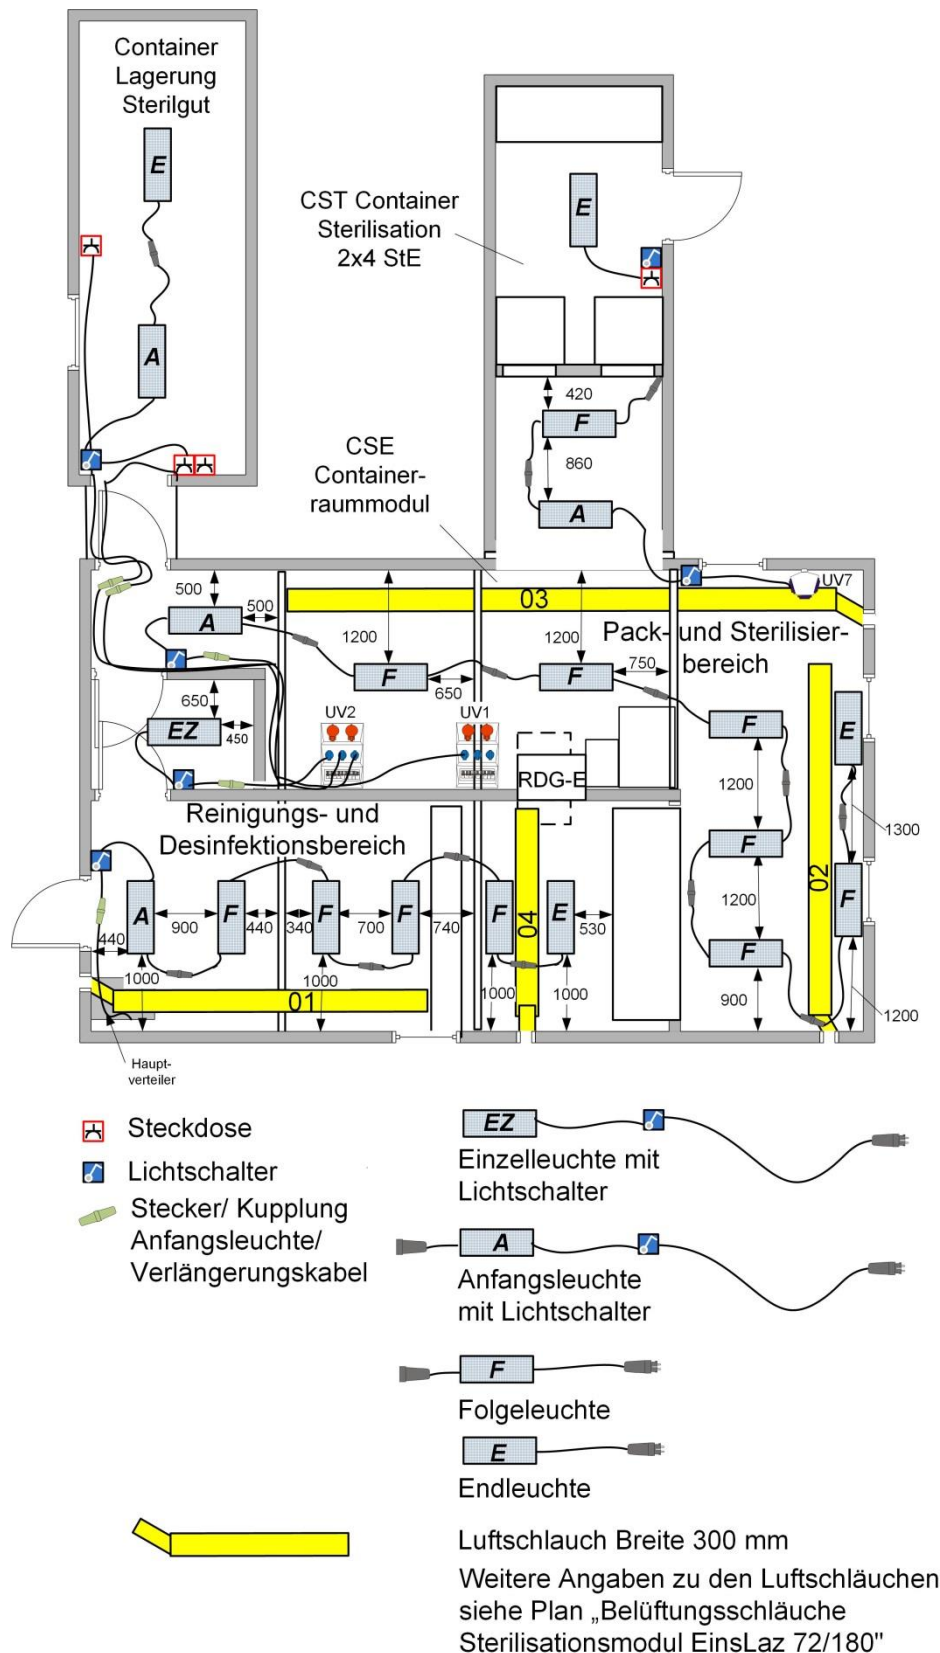 Container
Lagerung
Sterilgut
E
A
CST Container
Sterilisation
2x4 StE
E
420
F
860
A
CSE
Container-
raummodul
UV7
500
500
A
03
1200
1200
Pack- und Sterilisier-
bereich
F
650
F
750
650
EZ
450
UV2
UV1
F
E
RDG-E
1200
1300
Reinigungs- und
Desinfektionsbereich
F
02
A
900
F
440
F
340
700
F
740
F
04
E
530
1200
F
440
1000
1000
1000
1000
F
900
1200
01
Haupt-
verteiler
Steckdose
Lichtschalter
Stecker/ Kupplung
Anfangsleuchte/
Verlängerungskabel
EZ
Einzelleuchte mit
Lichtschalter
A
Anfangsleuchte
mit Lichtschalter
F
Folgeleuchte
E
Endleuchte
Luftschlauch Breite 300 mm
Weitere Angaben zu den Luftschläuchen
siehe Plan „Belüftungsschläuche
Sterilisationsmodul EinsLaz 72/180"